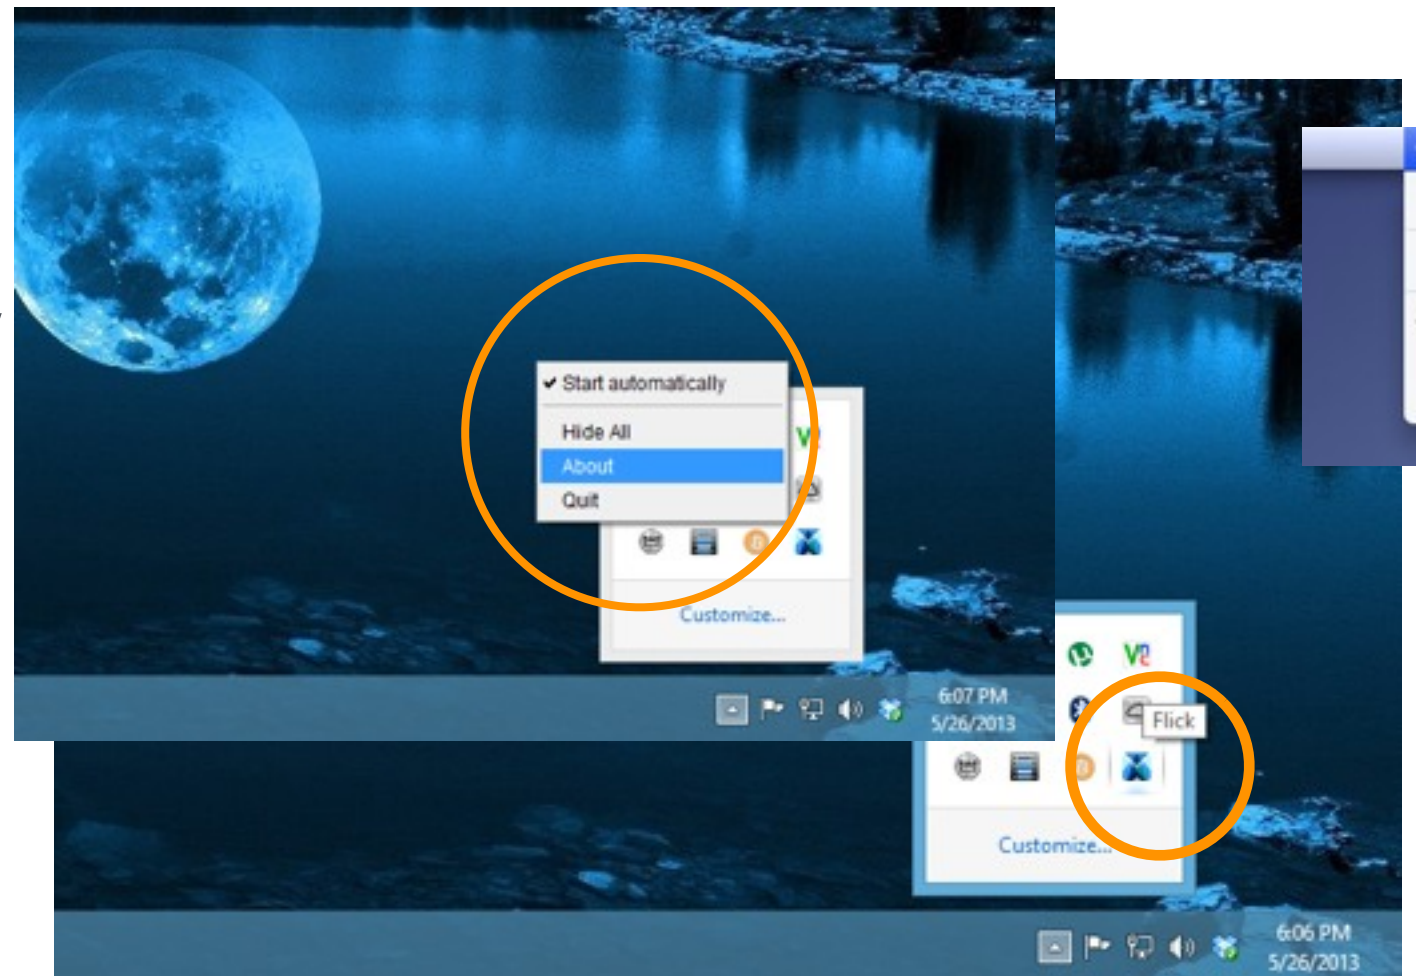 Start automatically
Hide All
About
Quit
Customize...
6:07 PM
5/26/2013
Flick
Customize...
6:06 PM
5/26/2013